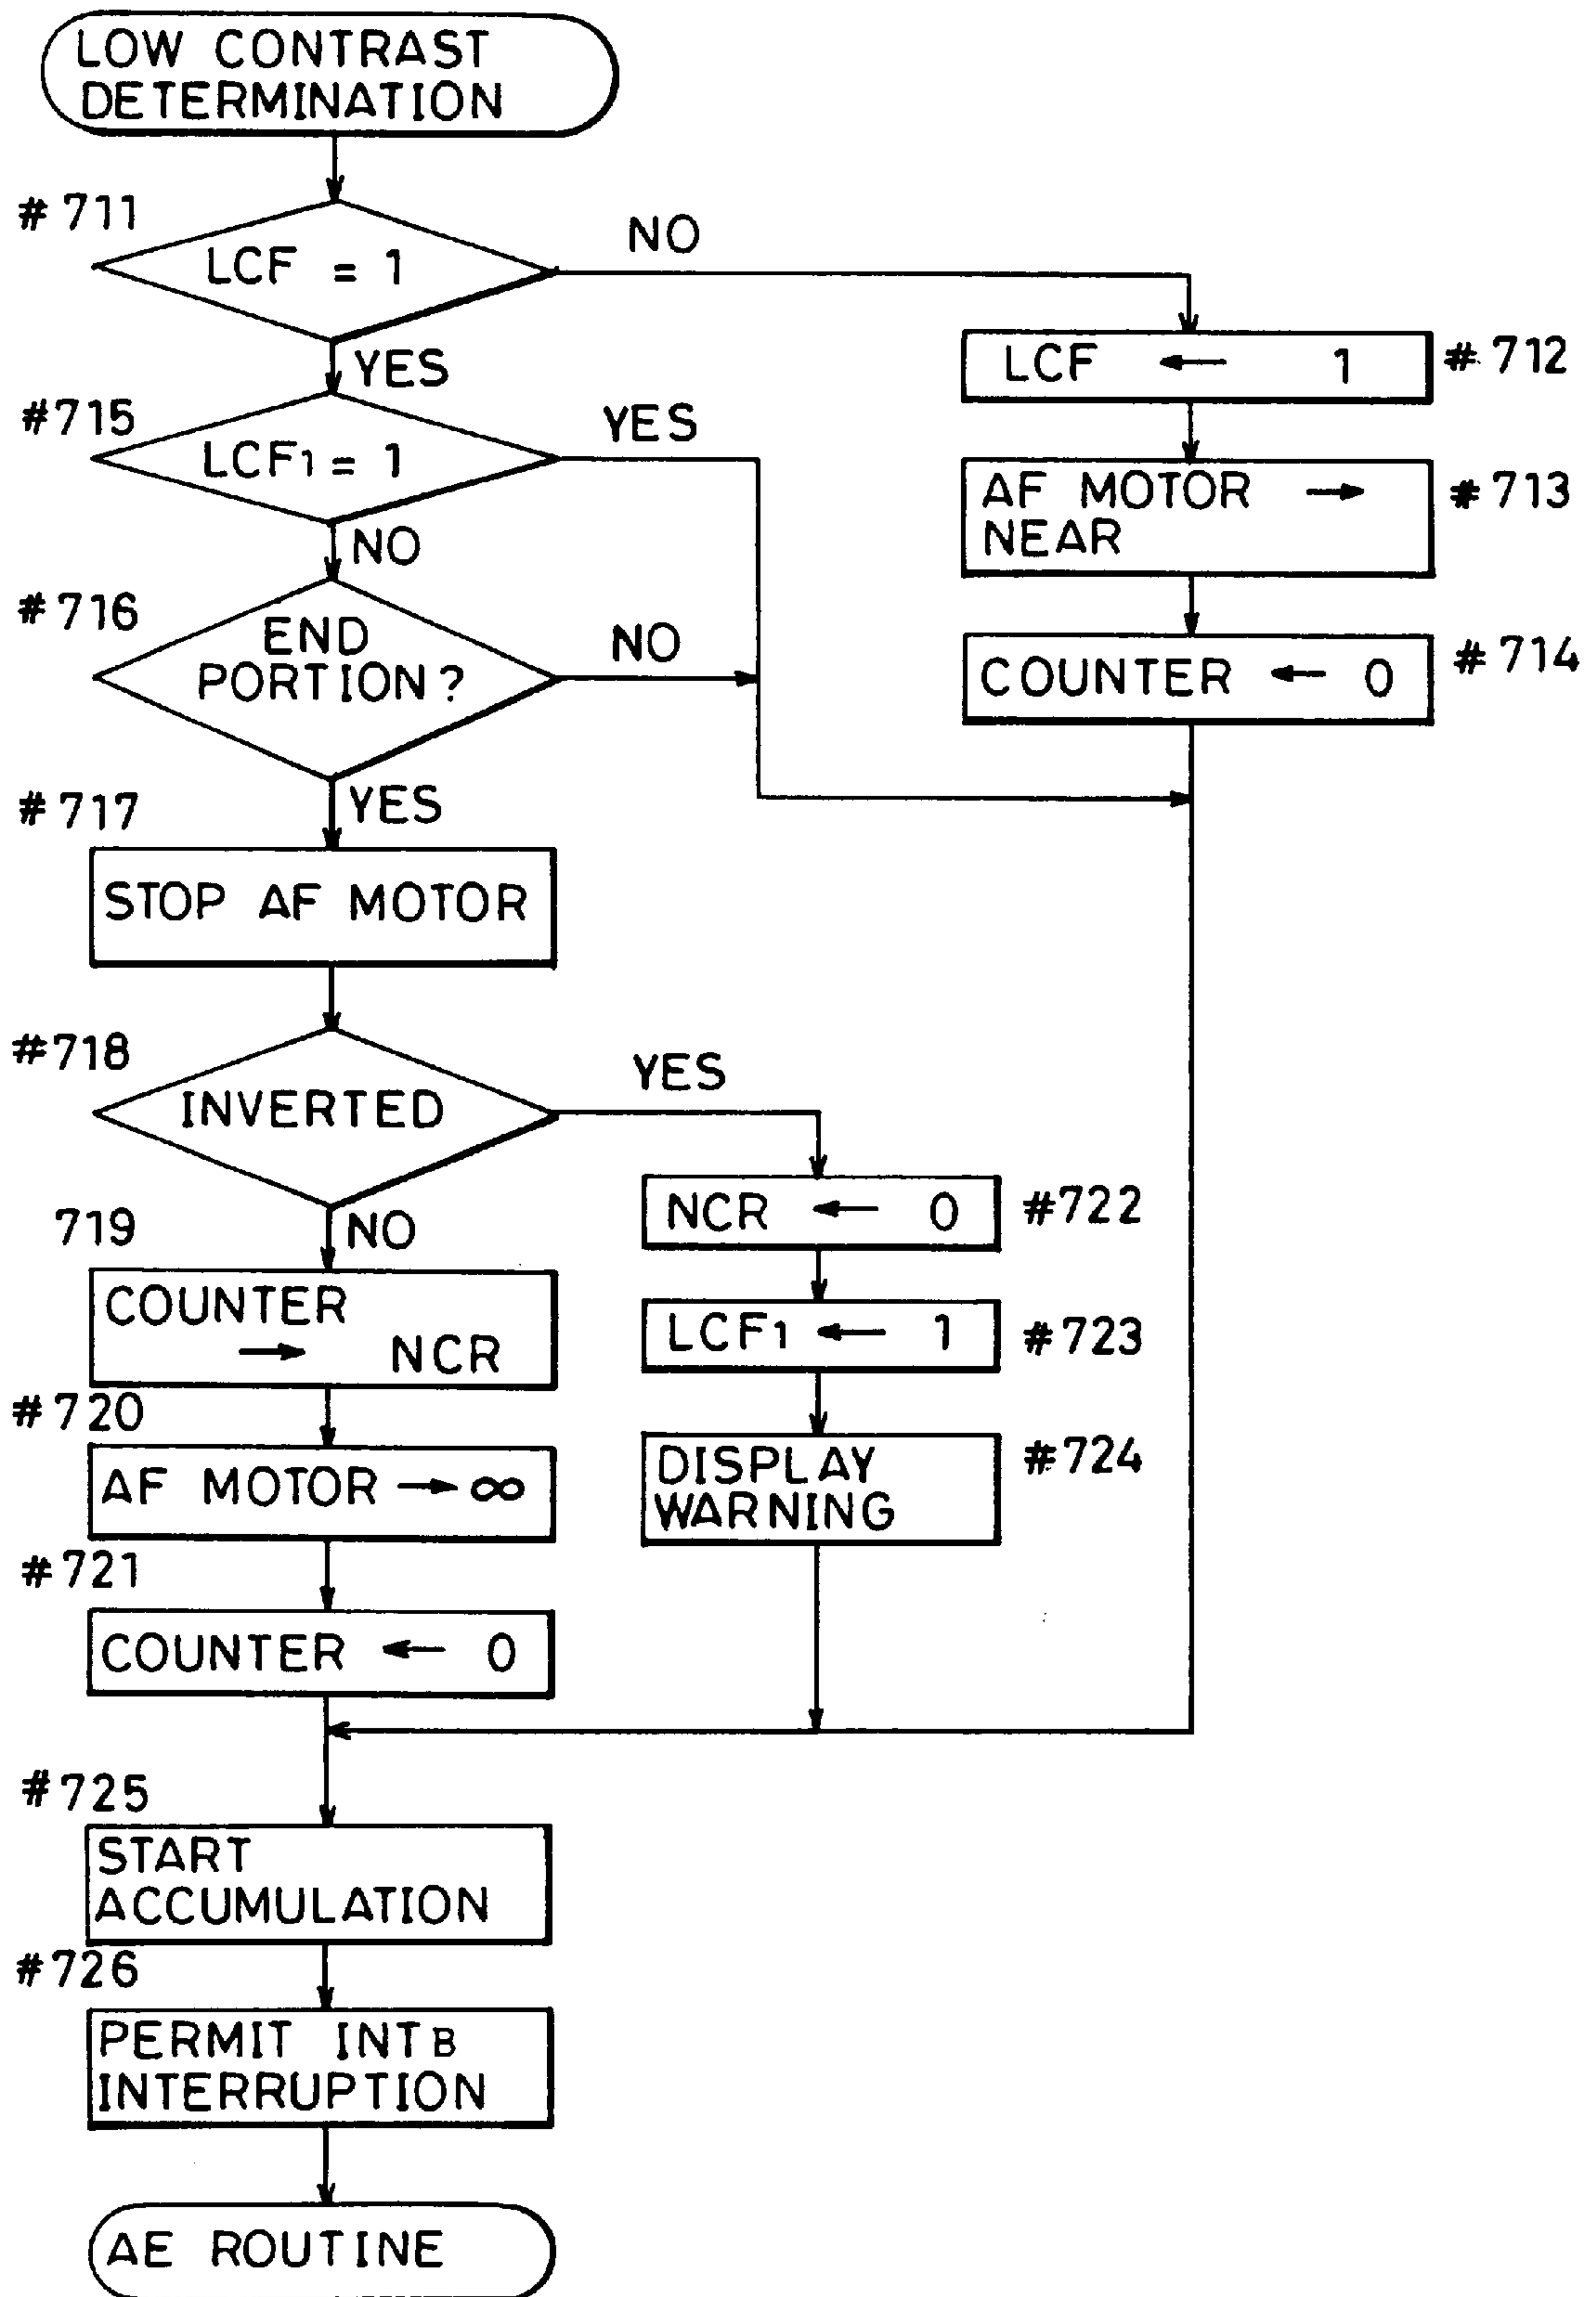 LOW CONTRAST
DETERMINATION
#711
LCF = 1
NO
YES
LCF ← 1
#712
#715
LCF1 = 1
YES
NO
AF MOTOR →
NEAR
#713
#716
END
PORTION?
NO
YES
COUNTER ← 0
#714
#717
STOP AF MOTOR
#718
INVERTED
YES
NO
NCR ← 0
#722
719
COUNTER
→ NCR
LCF1 ← 1
#723
#720
AF MOTOR → ∞
DISPLAY
WARNING
#724
#721
COUNTER ← 0
#725
START
ACCUMULATION
#726
PERMIT INTB
INTERRUPTION
AE ROUTINE